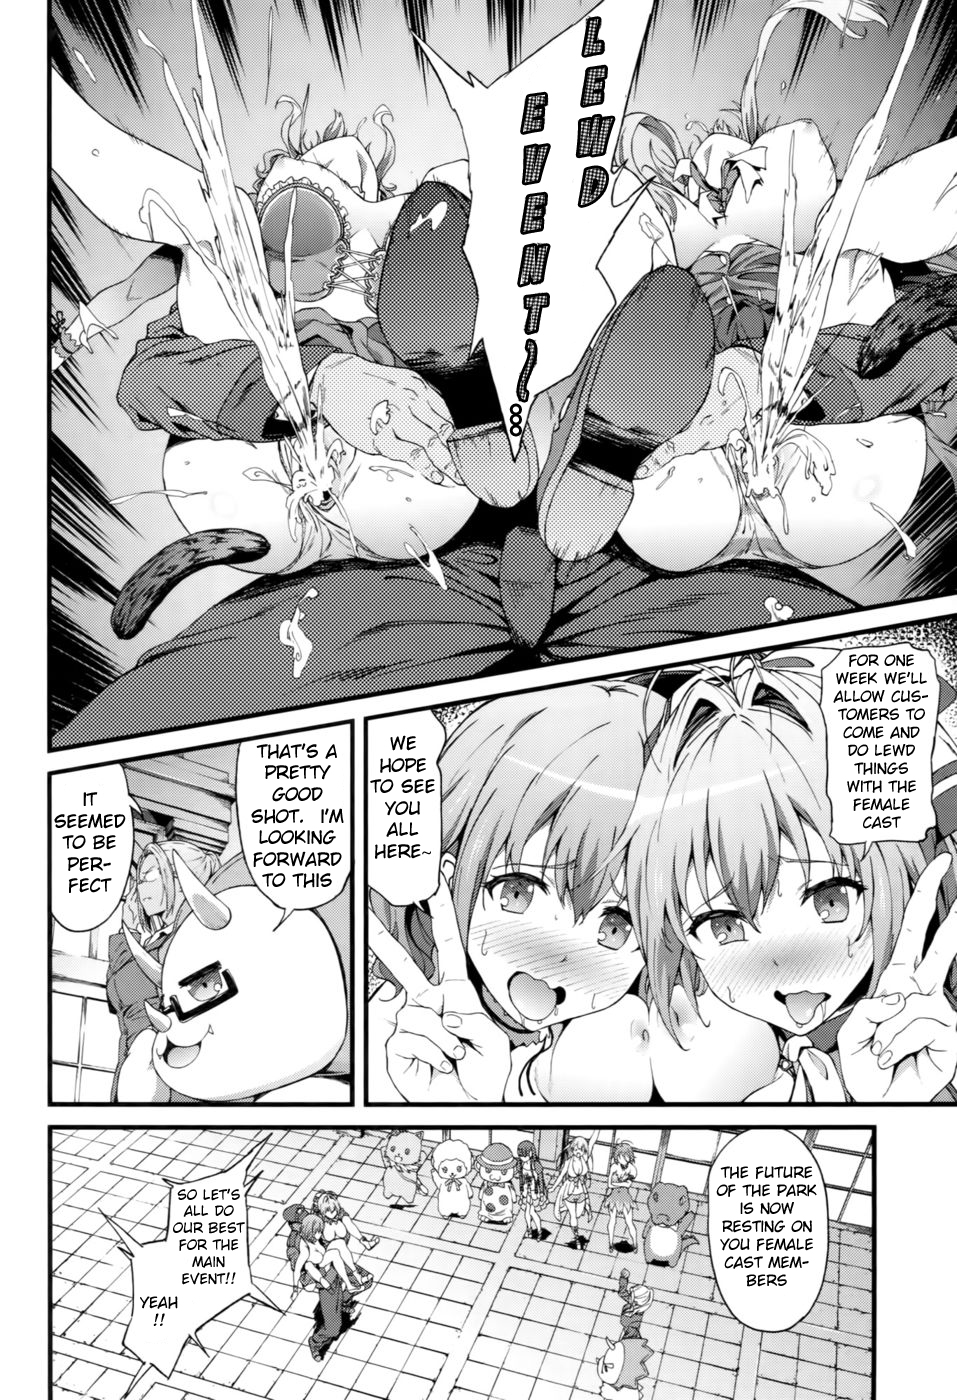 LEWD
EVENT~...
FOR ONE
WEEK WE'LL
ALLOW CUS-
TOMERS TO
COME AND
DO LEWD
THINGS
WITH THE
FEMALE
CAST
WE
HOPE
TO SEE
YOU
ALL
HERE~
THAT'S A
PRETTY
GOOD
SHOT. I'M
LOOKING
FORWARD
TO THIS
IT
SEEMED
TO BE
PER-
FECT
THE FUTURE
OF THE PARK
IS NOW
RESTING ON
YOU FEMALE
CAST MEM-
BERS
SO LET'S
ALL DO
OUR BEST
FOR THE
MAIN
EVENT!!
YEAH
!!